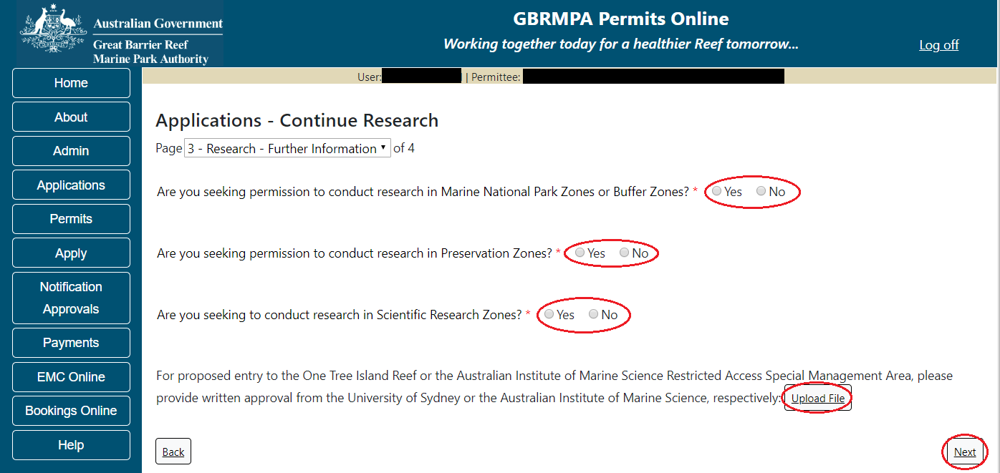 Australian Government
Great Barrier Reef
Marine Park Authority
GBRMPA Permits Online
Working together today for a healthier Reef tomorrow...
Log off
User: | Permittee:
Home
About
Admin
Applications
Permits
Apply
Notification
Approvals
Payments
EMC Online
Bookings Online
Help
Applications - Continue Research
Page 3 - Research - Further Information of 4
Are you seeking permission to conduct research in Marine National Park Zones or Buffer Zones? * Yes No
Are you seeking permission to conduct research in Preservation Zones? * Yes No
Are you seeking to conduct research in Scientific Research Zones? * Yes No
For proposed entry to the One Tree Island Reef or the Australian Institute of Marine Science Restricted Access Special Management Area, please
provide written approval from the University of Sydney or the Australian Institute of Marine Science, respectively: Upload File
Back
Next